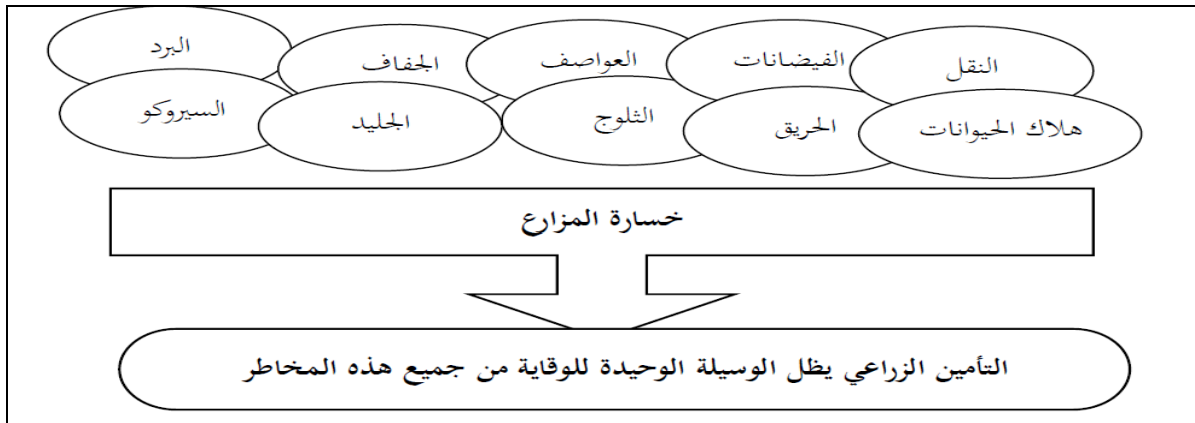 النقل
الفيضانات
العواصف
الجفاف
البرد
هلاك الحيوانات
الحريق
الثلوج
الجليد
السيروكو
خسارة المزارع
التأمين الزراعي يظل الوسيلة الوحيدة للوقاية من جميع هذه المخاطر